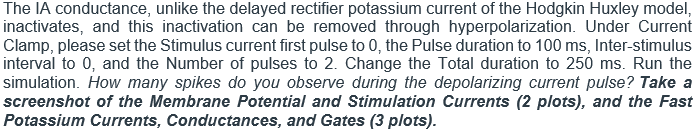 The IA conductance, unlike the delayed rectifier potassium current of the Hodgkin Huxley model,
inactivates, and this inactivation can be removed through hyperpolarization. Under Current
Clamp, please set the Stimulus current first pulse to 0, the Pulse duration to 100 ms, Inter-stimulus
interval to 0, and the Number of pulses to 2. Change the Total duration to 250 ms. Run the
simulation. How many spikes do you observe during the depolarizing current pulse? Take a
screenshot of the Membrane Potential and Stimulation Currents (2 plots), and the Fast
Potassium Currents, Conductances, and Gates (3 plots).